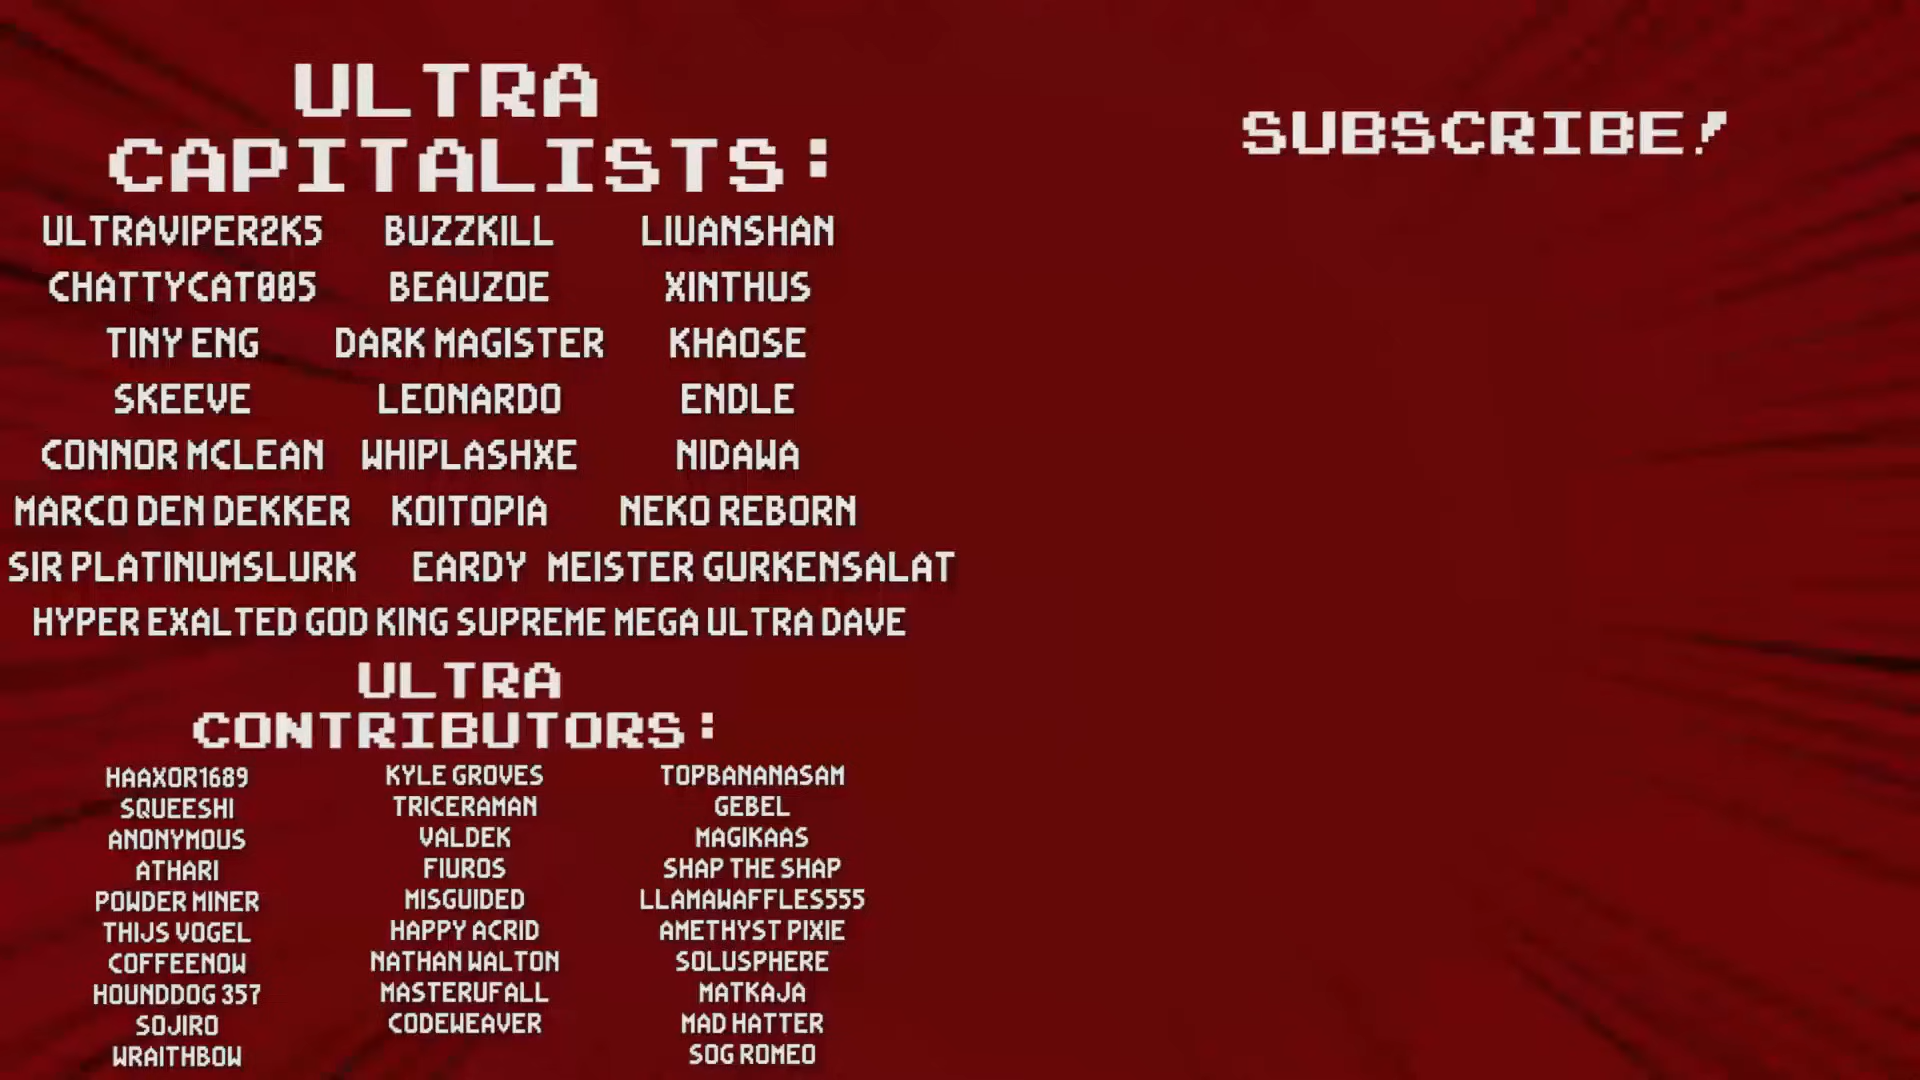 ULTRA
CAPITALISTS:
ULTRAVIPER2K5 BUZZKILL LIUANSHAN
CHATTYCAT005 BEAUZOE XINTHUS
TINY ENG DARK MAGISTER KHAOSE
SKEEVE LEONARDO ENDLE
CONNOR MCLEAN WHIPLASHXE NIDAWA
MARCO DEN DEKKER KOITOPIA NEKO REBORN
SIR PLATINUMSLURK EARDY MEISTER GURKENSALAT
HYPER EXALTED GOD KING SUPREME MEGA ULTRA DAVE
ULTRA
CONTRIBUTORS:
HAAXOR1689 KYLE GROVES TOPBANANASAM
SQUEESHI TRICERAMAN GEBEL
ANONYMOUS VALDEK MAGIKAAS
ATHARI FIUROS SHAP THE SHAP
POWDER MINER MISGUIDED LLAMAWAFFLES555
THIJS VOGEL HAPPY ACRID AMETHYST PIXIE
COFFEENOW NATHAN WALTON SOLUSPHERE
HOUNDDOG 357 MASTERUFALL MATKAJA
SOJIRO CODEWEAVER MAD HATTER
WRAITHBOW SOG ROMEO
SUBSCRIBE!